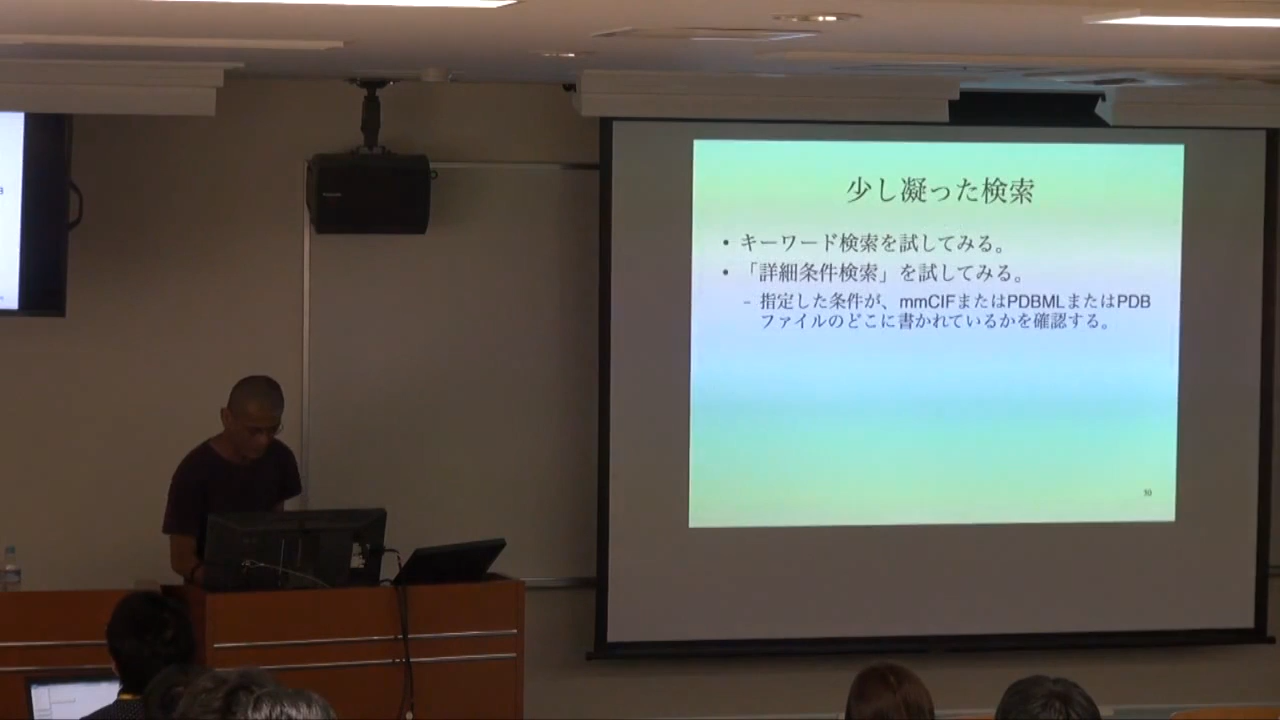 少し凝った検索
• キーワード検索を試してみる。
• 「詳細条件検索」を試してみる。
– 指定した条件が、mmCIFまたはPDBMLまたはPDB
ファイルのどこに書かれているかを確認する。